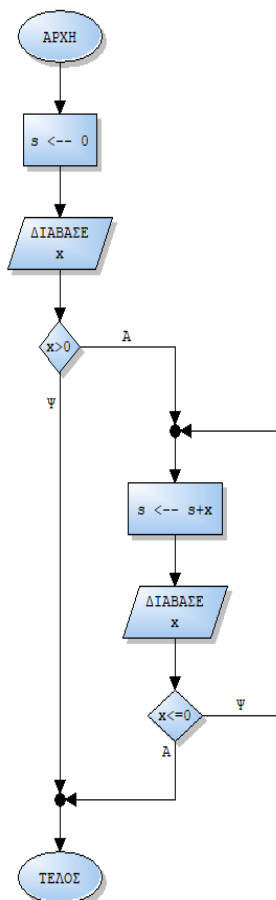 ΑΡΧΗ
s <-- 0
ΔΙΑΒΑΣΕ
x
x>0
Α
Ψ
s <-- s+x
ΔΙΑΒΑΣΕ
x
x<=0
Ψ
Α
ΤΕΛΟΣ